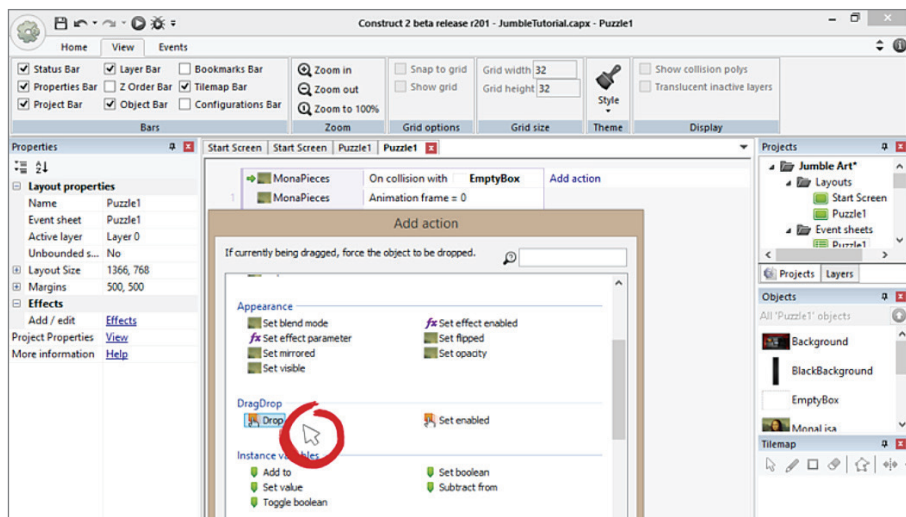 Construct 2 beta release r201 - JumbleTutorial.capx - Puzzle1
Home View Events
Status Bar Layer Bar Bookmarks Bar
Properties Bar Z Order Bar Tilemap Bar
Project Bar Object Bar Configurations Bar
Bars
Zoom in
Zoom out
Zoom to 100%
Zoom
Snap to grid
Show grid
Grid options
Grid width 32
Grid height 32
Grid size
Style
Theme
Show collision polys
Translucent inactive layers
Display
Properties
Layout properties
Name Puzzle1
Event sheet Puzzle1
Active layer Layer 0
Unbounded s... No
Layout Size 1366, 768
Margins 500, 500
Effects
Add / edit Effects
Project Properties View
More information Help
Start Screen Start Screen Puzzle1 Puzzle1
MonaPieces On collision with EmptyBox Add action
1 MonaPieces Animation frame = 0
Add action
If currently being dragged, force the object to be dropped.
Appearance
Set blend mode fx Set effect enabled
fx Set effect parameter Set flipped
Set mirrored Set opacity
Set visible
DragDrop
Drop Set enabled
Instance variables
Add to Set boolean
Set value Subtract from
Toggle boolean
Projects
Jumble Art*
Layouts
Start Screen
Puzzle1
Event sheets
Puzzle1
Projects Layers
Objects
All 'Puzzle1' objects
Background
BlackBackground
EmptyBox
MonaLisa
Tilemap